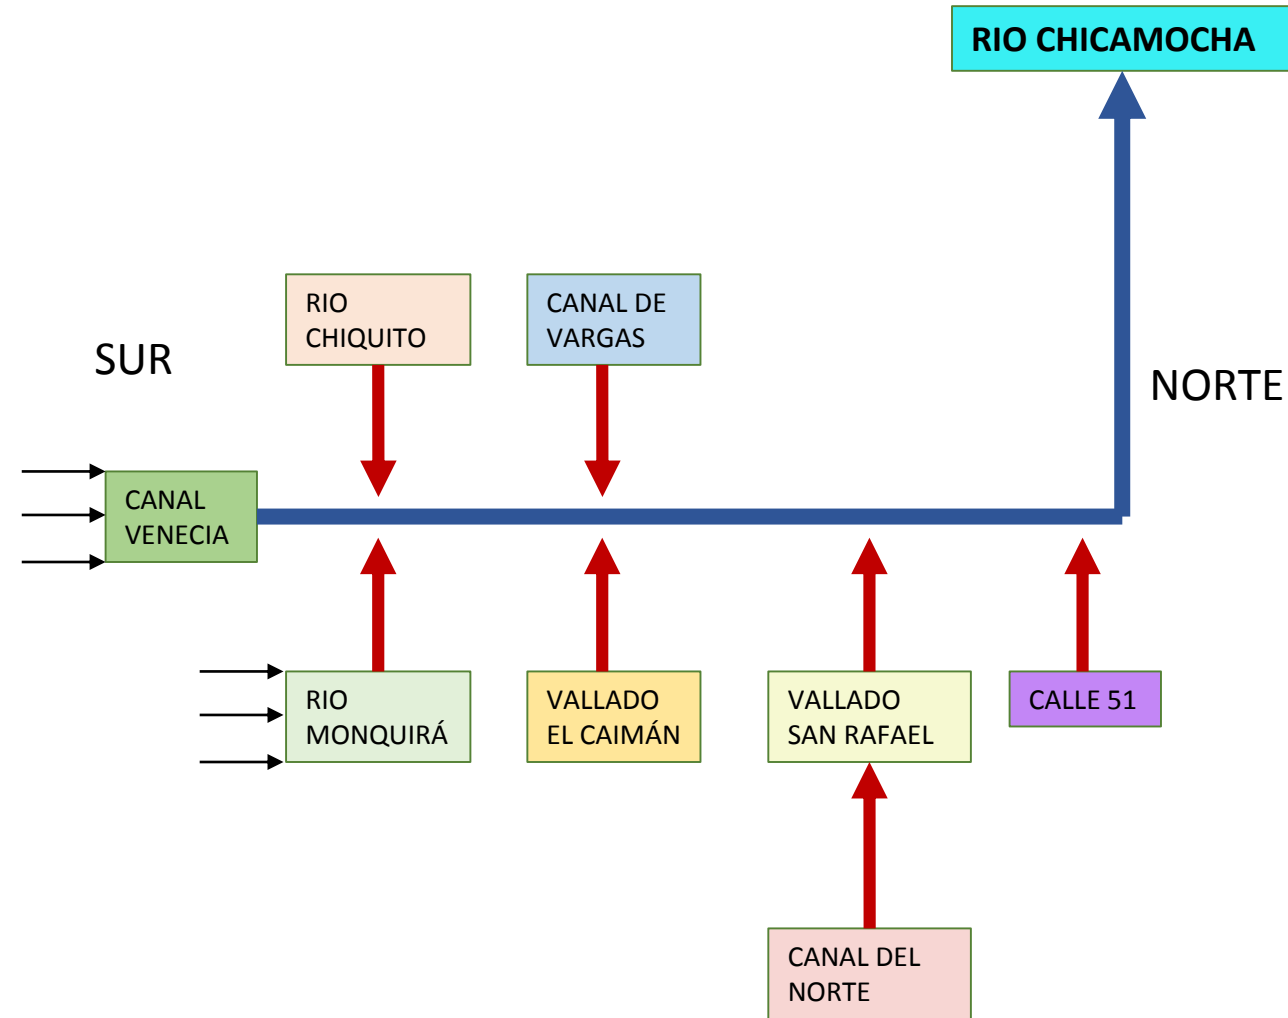 RIO CHICAMOCHA
RIO
CHIQUITO
CANAL DE
VARGAS
SUR
NORTE
CANAL
VENECIA
RIO
MONQUIRÁ
VALLADO
EL CAIMÁN
VALLADO
SAN RAFAEL
CALLE 51
CANAL DEL
NORTE